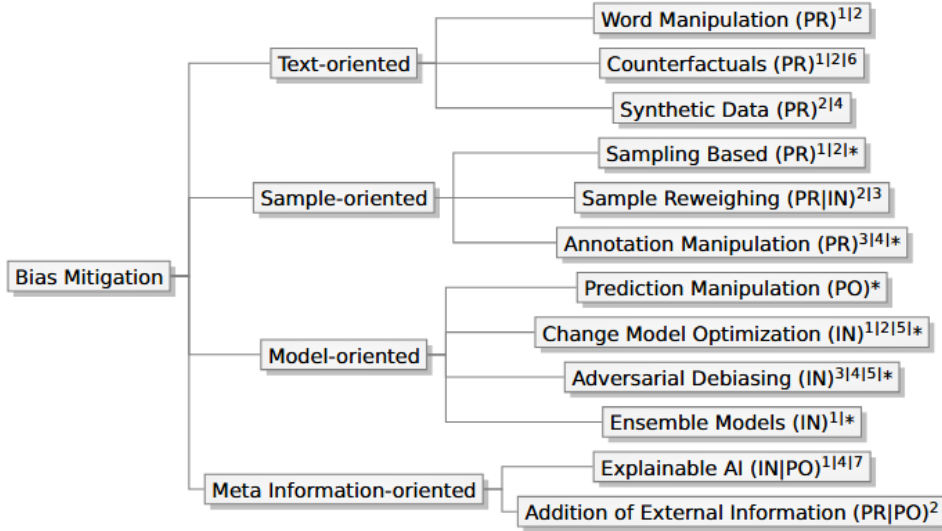 Bias Mitigation
Text-oriented
Word Manipulation (PR)¹|²
Counterfactuals (PR)¹|²|⁶
Synthetic Data (PR)²|⁴
Sample-oriented
Sampling Based (PR)¹|²|*
Sample Reweighing (PR|IN)²|³
Annotation Manipulation (PR)³|⁴|*
Model-oriented
Prediction Manipulation (PO)*
Change Model Optimization (IN)¹|²|⁵|*
Adversarial Debiasing (IN)³|⁴|⁵|*
Ensemble Models (IN)¹|*
Meta Information-oriented
Explainable AI (IN|PO)¹|⁴|⁷
Addition of External Information (PR|PO)²